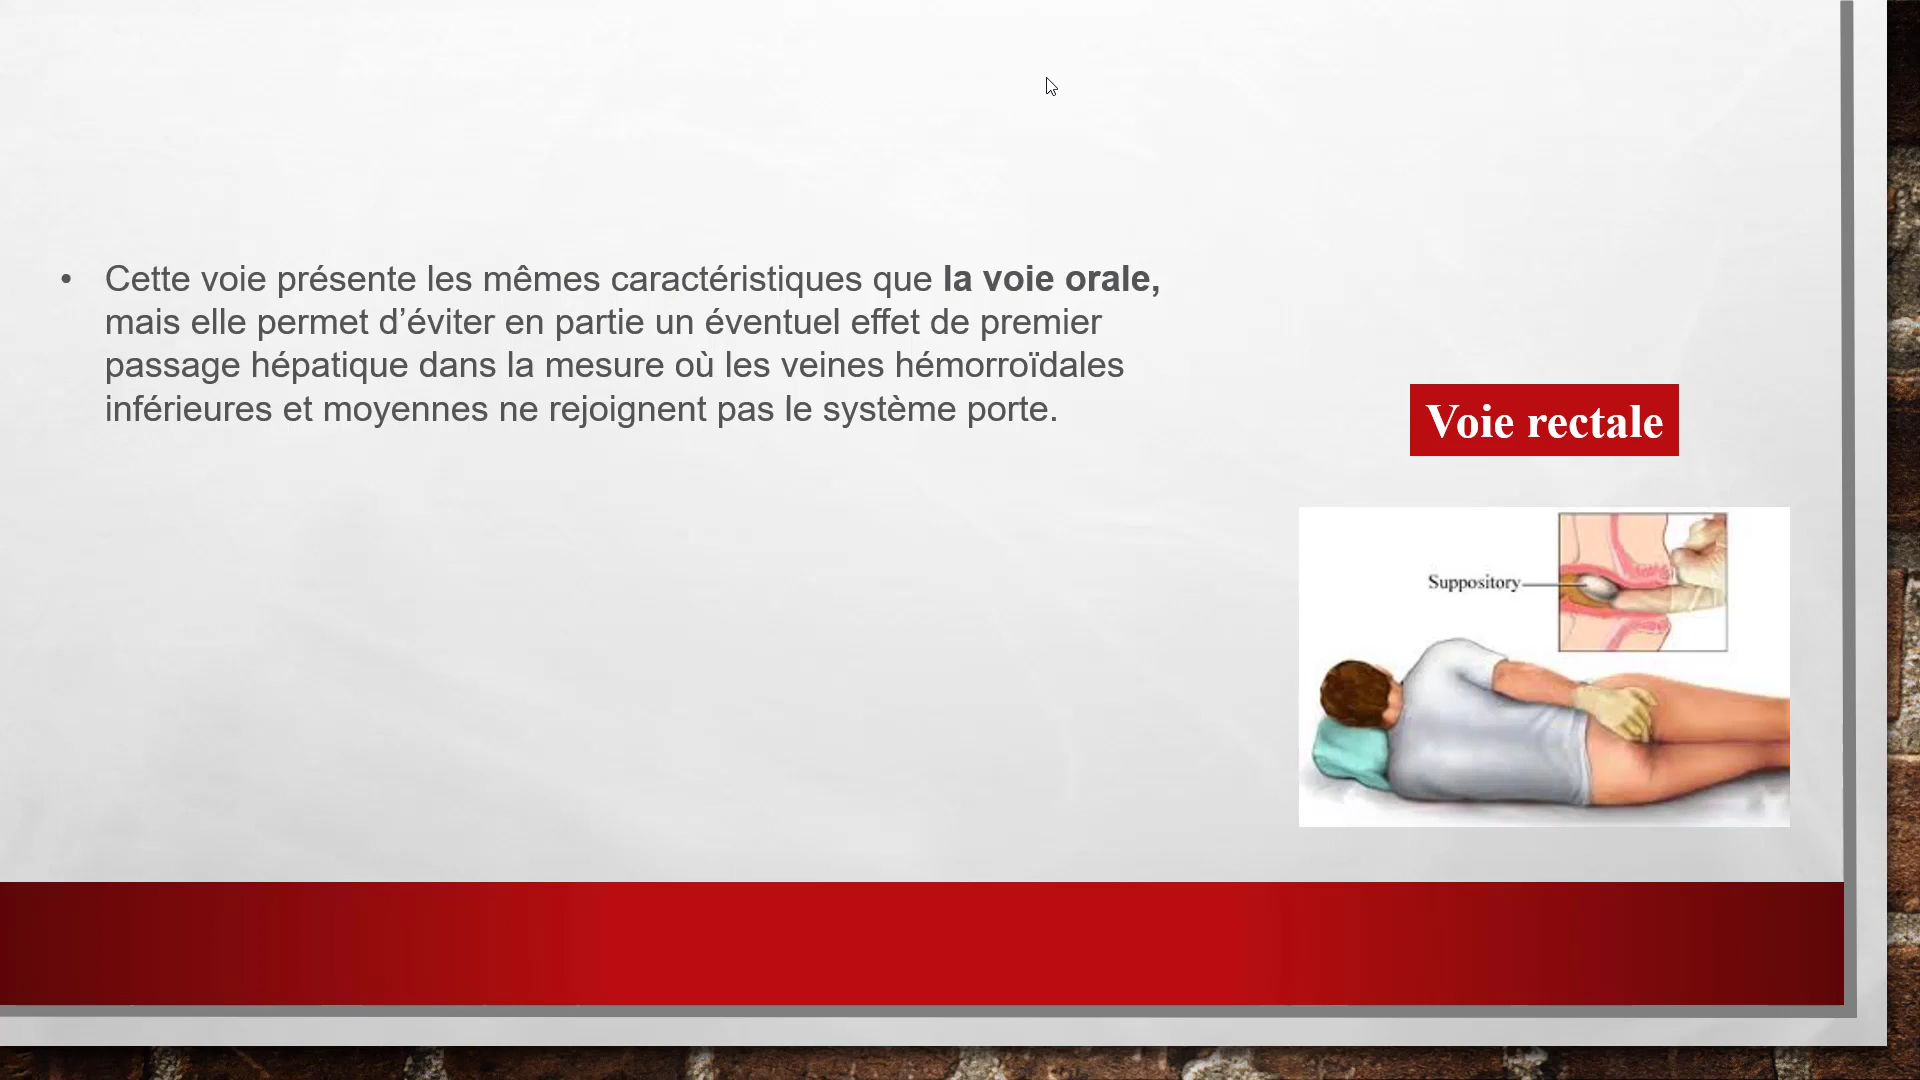 • Cette voie présente les mêmes caractéristiques que la voie orale,
mais elle permet d’éviter en partie un éventuel effet de premier
passage hépatique dans la mesure où les veines hémorroïdales
inférieures et moyennes ne rejoignent pas le système porte.
Voie rectale
Suppository